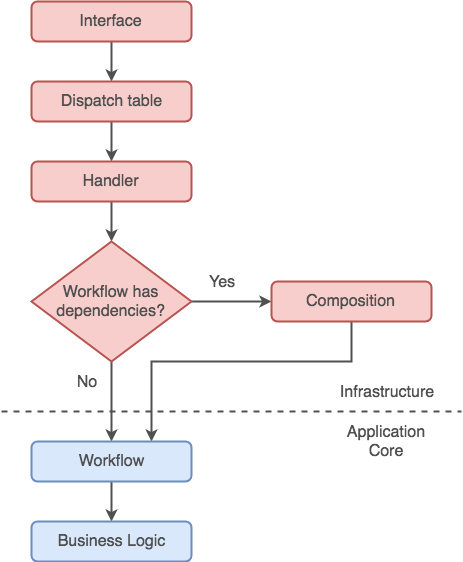 Interface
Dispatch table
Handler
Workflow has
dependencies?
Yes
Composition
No
Infrastructure
Application
Core
Workflow
Business Logic